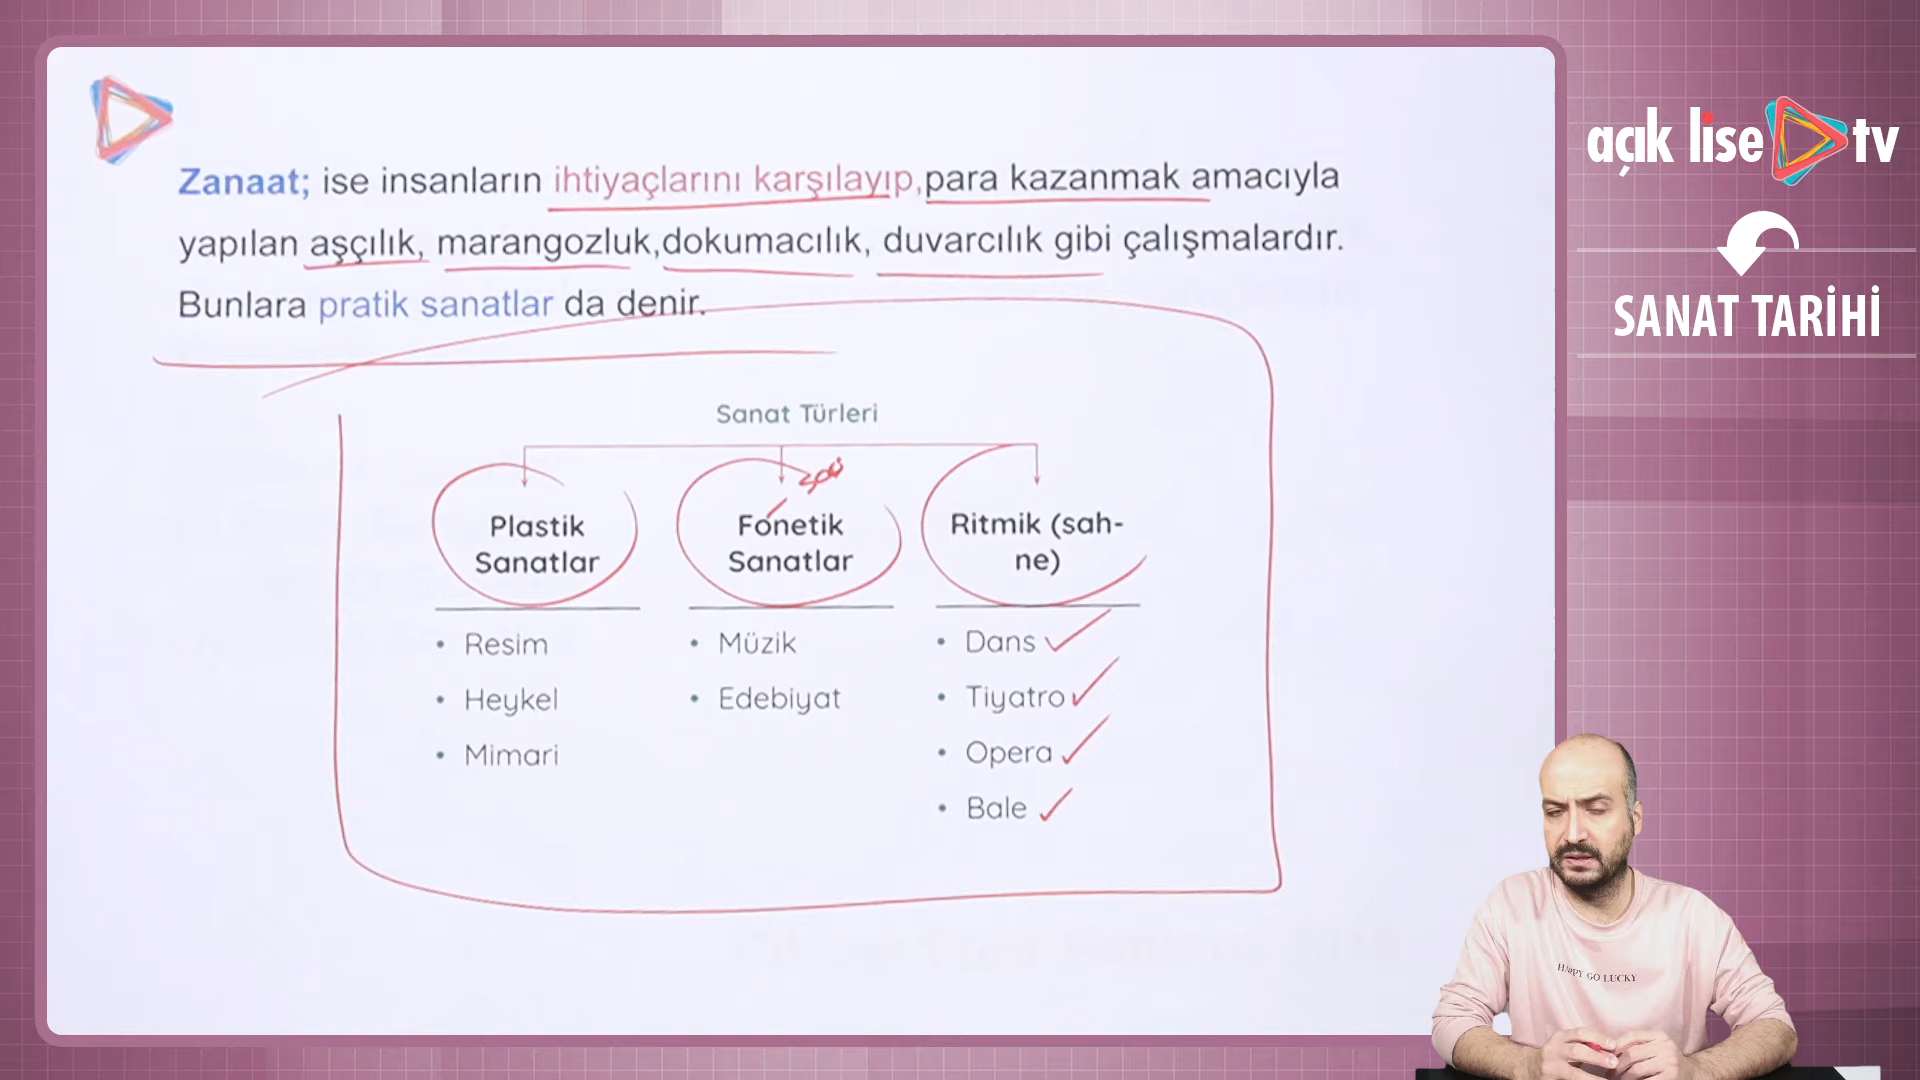 Zanaat; ise insanların ihtiyaçlarını karşılayıp,para kazanmak amacıyla
yapılan aşçılık, marangozluk,dokumacılık, duvarcılık gibi çalışmalardır.
Bunlara pratik sanatlar da denir.
Sanat Türleri
Plastik
Sanatlar
• Resim
• Heykel
• Mimari
Fonetik
Sanatlar
• Müzik
• Edebiyat
Ritmik (sah-
ne)
• Dans
• Tiyatro
• Opera
• Bale
açık lise tv
SANAT TARİHİ
HAPPY GO LUCKY